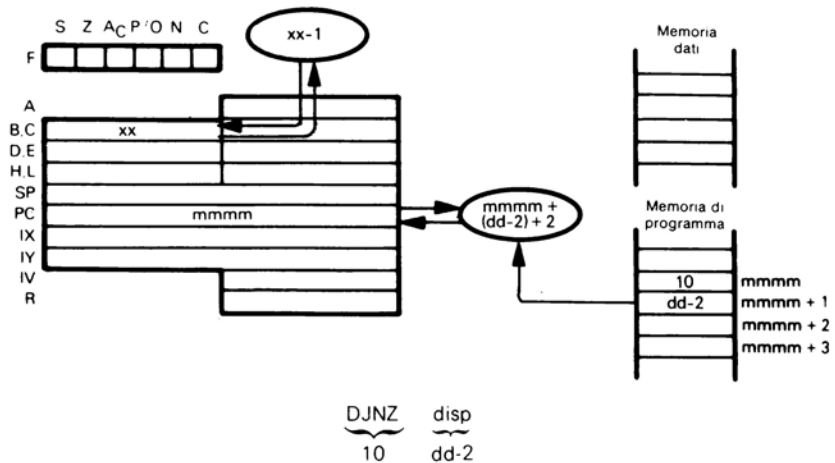 S Z AC P/O N C
F
xx-1
Memoria
dati
A
B,C xx
D,E
H,L
SP
PC mmmm
IX
IY
IV
R
mmmm +
(dd-2) + 2
Memoria di
programma
10 mmmm
dd-2 mmmm + 1
mmmm + 2
mmmm + 3
DJNZ disp
10 dd-2